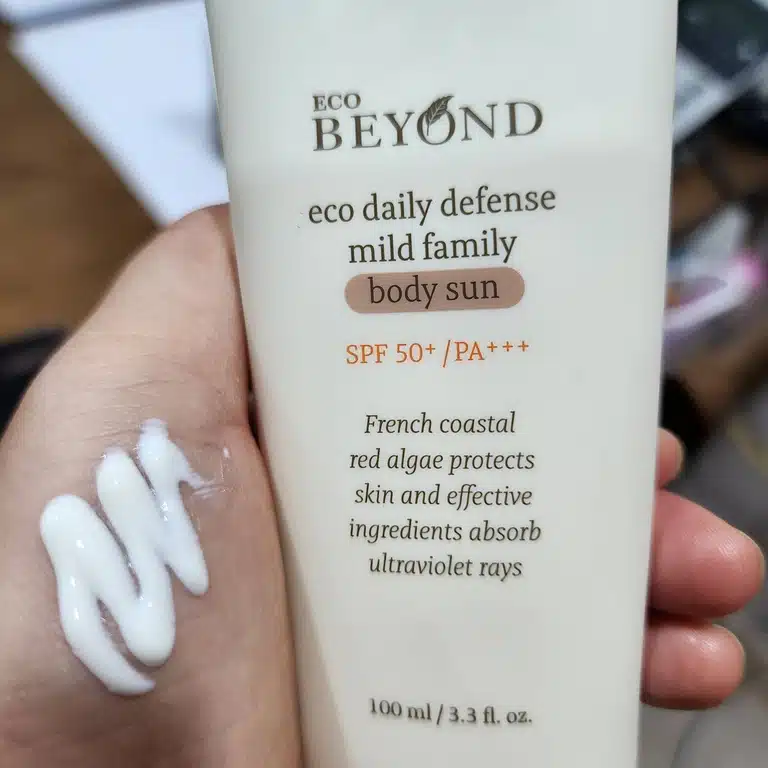 ECO
BEYOND
eco daily defense
mild family
body sun
SPF 50+ /PA+++
French coastal
red algae protects
skin and effective
ingredients absorb
ultraviolet rays
100 ml / 3.3 fl. oz.